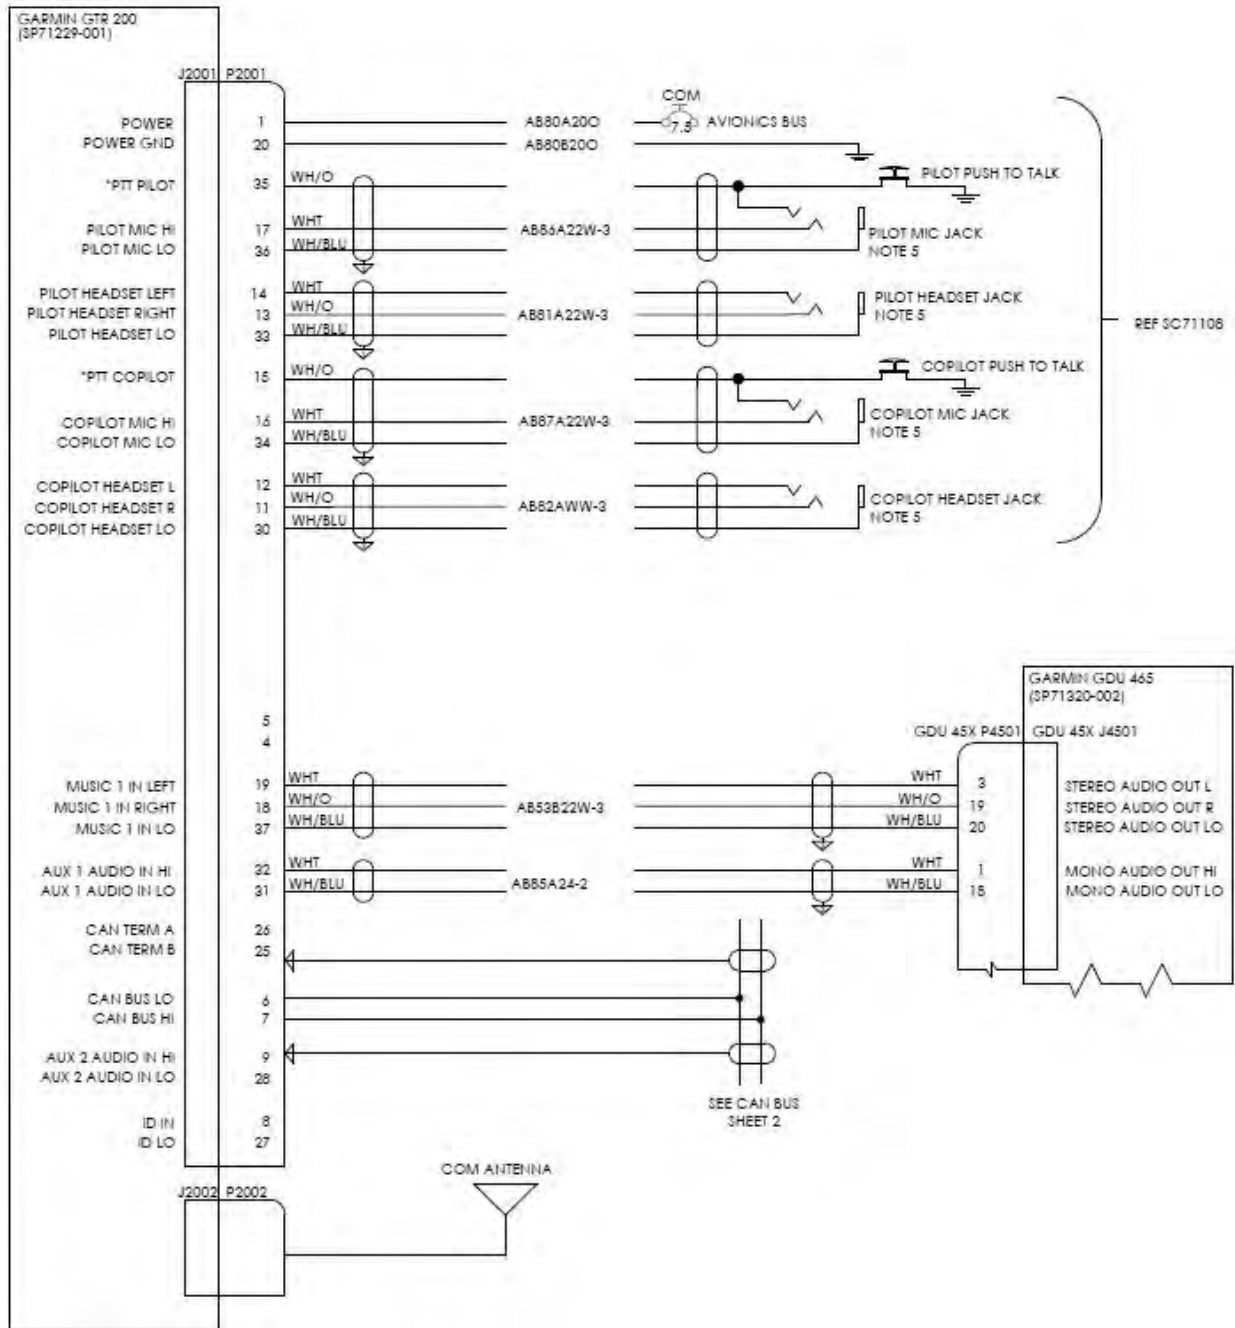 GARMIN GTR 200
(SP71229-001)
J2001 P2001
COM
POWER 1 AB80A20O 7.5 AVIONICS BUS
POWER GND 20 AB80B20O
*PTT PILOT 35 WH/O PILOT PUSH TO TALK
PILOT MIC HI 17 WHT AB86A22W-3 PILOT MIC JACK
PILOT MIC LO 36 WH/BLU NOTE 5
PILOT HEADSET LEFT 14 WHT PILOT HEADSET JACK
PILOT HEADSET RIGHT 13 WH/O AB81A22W-3 NOTE 5
PILOT HEADSET LO 33 WH/BLU
REF SC71108
*PTT COPILOT 15 WH/O COPILOT PUSH TO TALK
COPILOT MIC HI 16 WHT AB87A22W-3 COPILOT MIC JACK
COPILOT MIC LO 34 WH/BLU NOTE 5
COPILOT HEADSET L 12 WHT COPILOT HEADSET JACK
COPILOT HEADSET R 11 WH/O AB82AWW-3 NOTE 5
COPILOT HEADSET LO 30 WH/BLU
GARMIN GDU 465
(SP71320-002)
5
4
GDU 45X P4501 GDU 45X J4501
MUSIC 1 IN LEFT 19 WHT WHT 3 STEREO AUDIO OUT L
MUSIC 1 IN RIGHT 18 WH/O AB53B22W-3 WH/O 19 STEREO AUDIO OUT R
MUSIC 1 IN LO 37 WH/BLU WH/BLU 20 STEREO AUDIO OUT LO
AUX 1 AUDIO IN HI 32 WHT WHT 1 MONO AUDIO OUT HI
AUX 1 AUDIO IN LO 31 WH/BLU AB85A24-2 WH/BLU 18 MONO AUDIO OUT LO
CAN TERM A 26
CAN TERM B 25
CAN BUS LO 6
CAN BUS HI 7
AUX 2 AUDIO IN HI 9
AUX 2 AUDIO IN LO 28
SEE CAN BUS
SHEET 2
ID IN 8
ID LO 27
COM ANTENNA
J2002 P2002